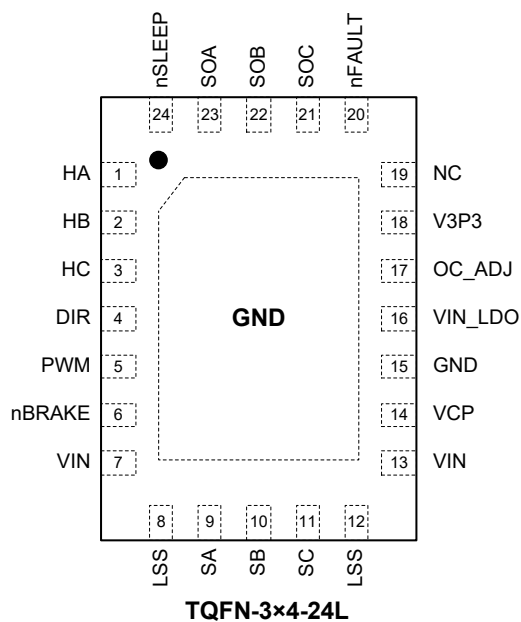 nSLEEP SOA SOB SOC nFAULT
24 23 22 21 20
HA 1 19 NC
HB 2 18 V3P3
HC 3 17 OC_ADJ
DIR 4 GND 16 VIN_LDO
PWM 5 15 GND
nBRAKE 6 14 VCP
VIN 7 13 VIN
8 9 10 11 12
LSS SA SB SC LSS
TQFN-3×4-24L